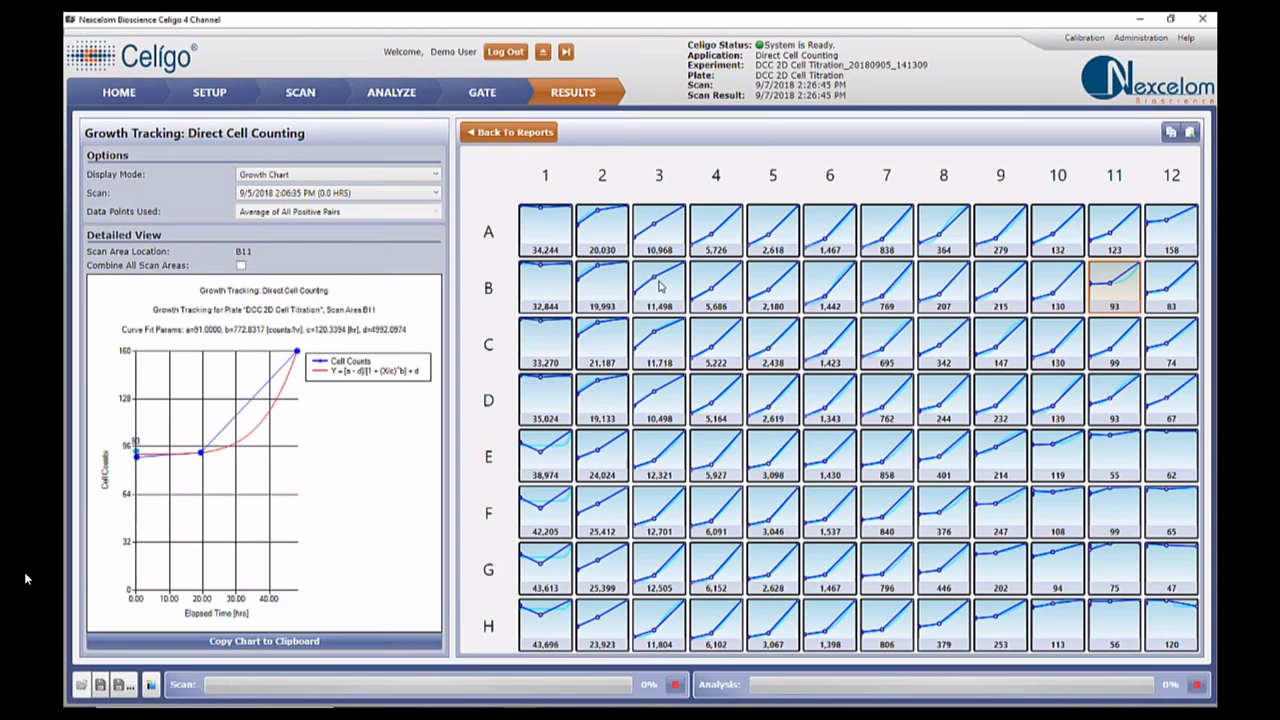 Nexcelom Bioscience Celigo 4 Channel
Celígo®
Welcome, Demo User Log Out
Celigo Status: System is Ready.
Application: Direct Cell Counting
Experiment: DCC 2D Cell Titration_20180905_141309
Plate: DCC 2D Cell Titration
Scan: 9/7/2018 2:26:45 PM
Scan Result: 9/7/2018 2:26:45 PM
Calibration Administration Help
Nexcelom
Bioscience
HOME SETUP SCAN ANALYZE GATE RESULTS
Growth Tracking: Direct Cell Counting
Options
Display Mode: Growth Chart
Scan: 9/5/2018 2:06:35 PM (0.0 HRS)
Data Points Used: Average of All Positive Pairs
Detailed View
Scan Area Location: B11
Combine All Scan Areas:
Growth Tracking: Direct Cell Counting
Growth Tracking for Plate "DCC 2D Cell Titration", Scan Area B11
Curve Fit Params: a=91.0000, b=772.8317 [counts/hr], c=120.3394 [hr], d=4992.0974
Cell Counts
Y = [a - d)/[1 + (X/c)^b] + d
160
128
96
93
64
32
0
Cell Counts
0.00 10.00 20.00 30.00 40.00
Elapsed Time [hrs]
Copy Chart to Clipboard
Back To Reports
1 2 3 4 5 6 7 8 9 10 11 12
A 34,244 20,030 10,968 5,726 2,618 1,467 838 364 279 132 123 158
B 32,844 19,993 11,498 5,686 2,180 1,442 769 207 215 130 93 83
C 33,270 21,187 11,718 5,222 2,438 1,423 695 342 147 130 99 74
D 35,024 19,133 10,498 5,164 2,619 1,343 762 244 232 139 93 67
E 38,974 24,024 12,321 5,927 3,098 1,430 858 401 214 119 55 62
F 42,205 25,412 12,701 6,091 3,046 1,537 840 376 247 108 99 65
G 43,613 25,399 12,505 6,152 2,628 1,467 796 446 202 94 75 47
H 43,696 23,923 11,804 6,102 3,067 1,398 806 379 253 113 56 120
Scan: 0% Analysis: 0%